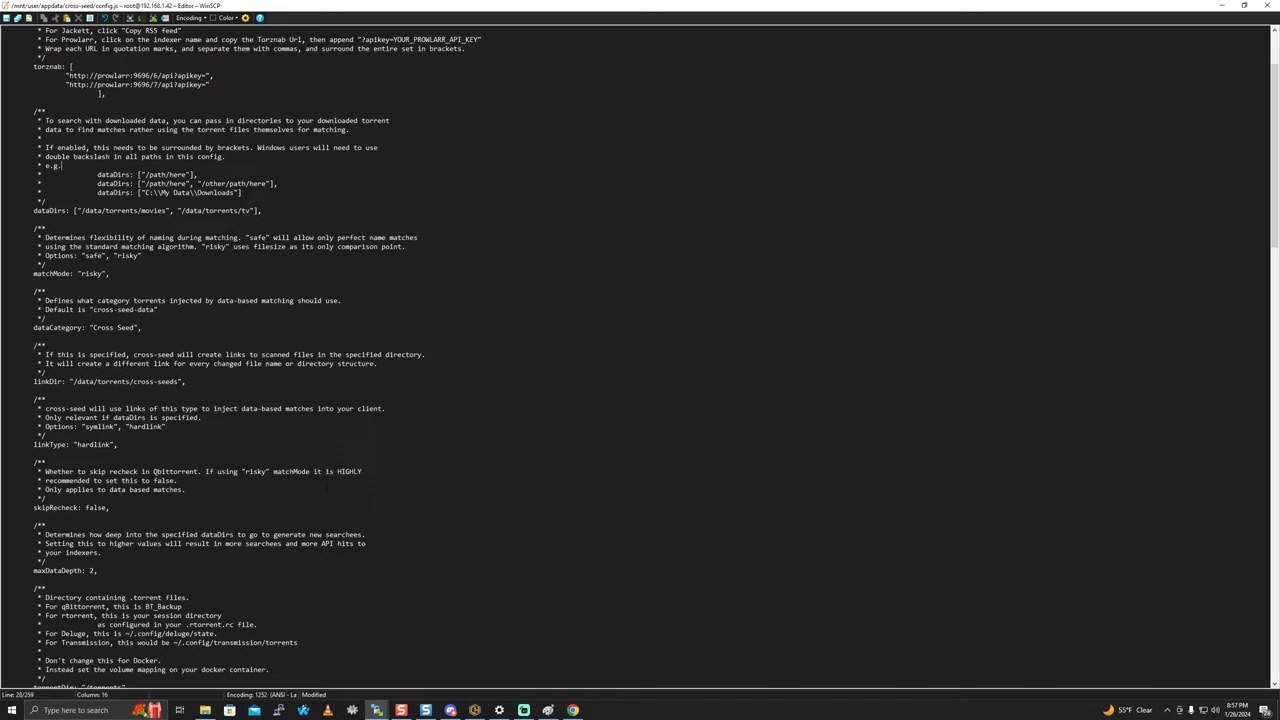 /mnt/user/appdata/cross-seed/config.js – root@192.168.1.42 – Editor – WinSCP
Encoding
Color
* For Jackett, click "Copy RSS feed"
* For Prowlarr, click on the indexer name and copy the Torznab Url, then append "?apikey=YOUR_PROWLARR_API_KEY"
* Wrap each URL in quotation marks, and separate them with commas, and surround the entire set in brackets.
*/
torznab: [
"http://prowlarr:9696/6/api?apikey=",
"http://prowlarr:9696/7/api?apikey="
],
/**
* To search with downloaded data, you can pass in directories to your downloaded torrent
* data to find matches rather using the torrent files themselves for matching.
*
* If enabled, this needs to be surrounded by brackets. Windows users will need to use
* double backslash in all paths in this config.
* e.g.
* dataDirs: ["/path/here"],
* dataDirs: ["/path/here", "/other/path/here"],
* dataDirs: ["C:\\My Data\\Downloads"]
*/
dataDirs: ["/data/torrents/movies", "/data/torrents/tv"],
/**
* Determines flexibility of naming during matching. "safe" will allow only perfect name matches
* using the standard matching algorithm. "risky" uses filesize as its only comparison point.
* Options: "safe", "risky"
*/
matchMode: "risky",
/**
* Defines what category torrents injected by data-based matching should use.
* Default is "cross-seed-data"
*/
dataCategory: "Cross Seed",
/**
* If this is specified, cross-seed will create links to scanned files in the specified directory.
* It will create a different link for every changed file name or directory structure.
*/
linkDir: "/data/torrents/cross-seeds",
/**
* cross-seed will use links of this type to inject data-based matches into your client.
* Only relevant if dataDirs is specified.
* Options: "symlink", "hardlink"
*/
linkType: "hardlink",
/**
* Whether to skip recheck in Qbittorrent. If using "risky" matchMode it is HIGHLY
* recommended to set this to false.
* Only applies to data based matches.
*/
skipRecheck: false,
/**
* Determines how deep into the specified dataDirs to go to generate new searchees.
* Setting this to higher values will result in more searchees and more API hits to
* your indexers.
*/
maxDataDepth: 2,
/**
* Directory containing .torrent files.
* For qBittorrent, this is BT_Backup
* For rtorrent, this is your session directory
* as configured in your .rtorrent.rc file.
* For Deluge, this is ~/.config/deluge/state.
* For Transmission, this would be ~/.config/transmission/torrents
*
* Don't change this for Docker.
* Instead set the volume mapping on your docker container.
*/
torrentDir: "/torrents",
Line: 28/259
Column: 16
Encoding: 1252 (ANSI - La
Modified
Type here to search
55°F Clear
8:57 PM
1/26/2024